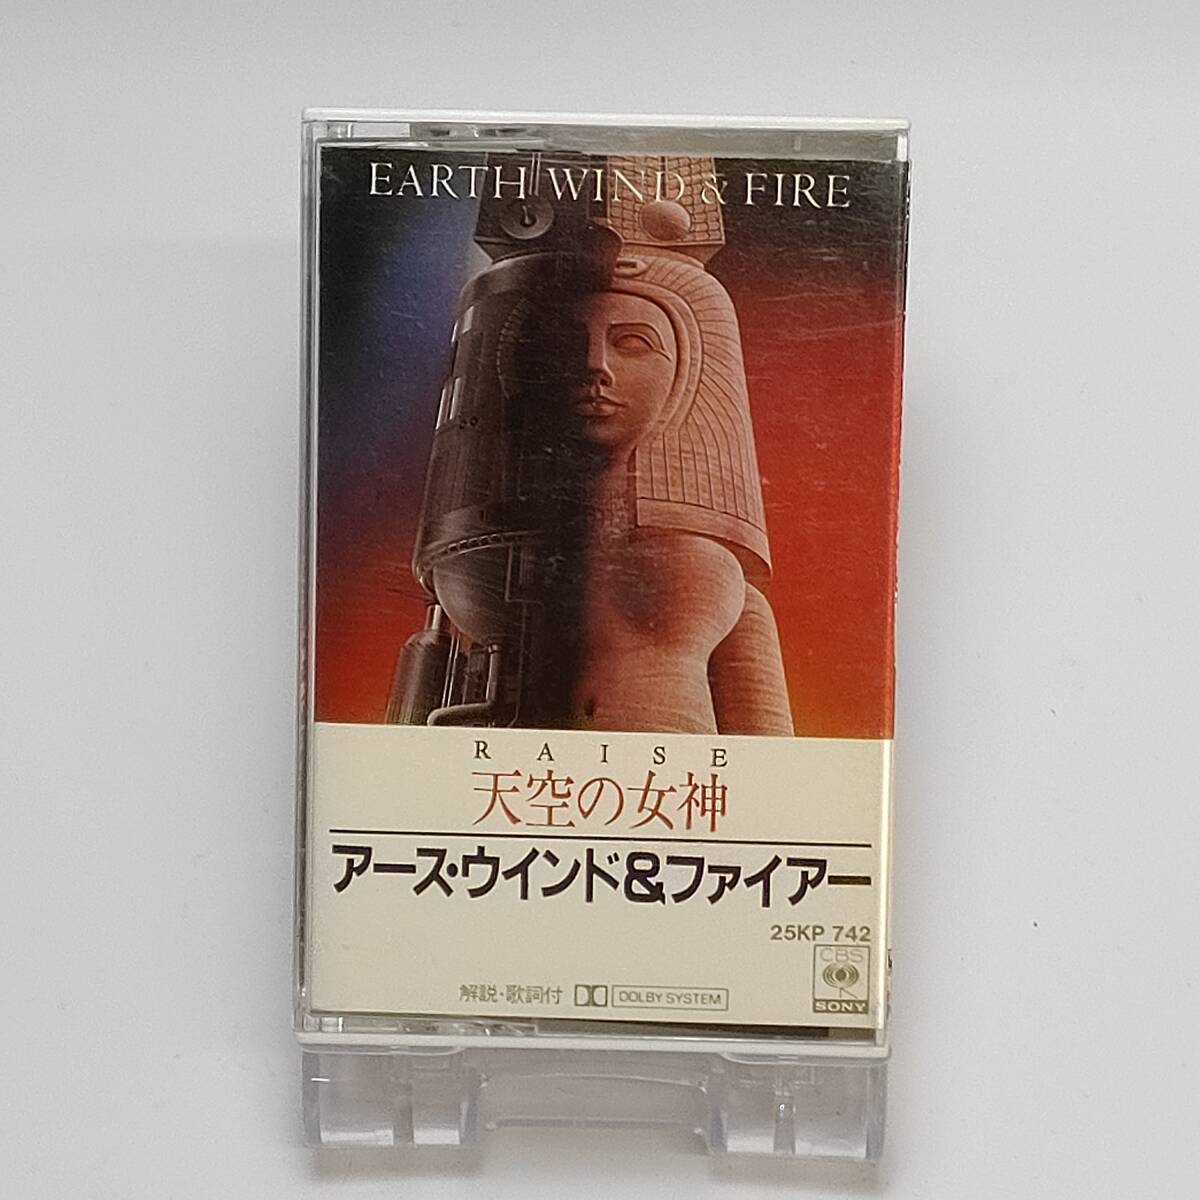 EARTH WIND & FIRE
RAISE
天空の女神
アース・ウインド&ファイアー
25KP 742
CBS
SONY
解説・歌詞付 DOLBY SYSTEM